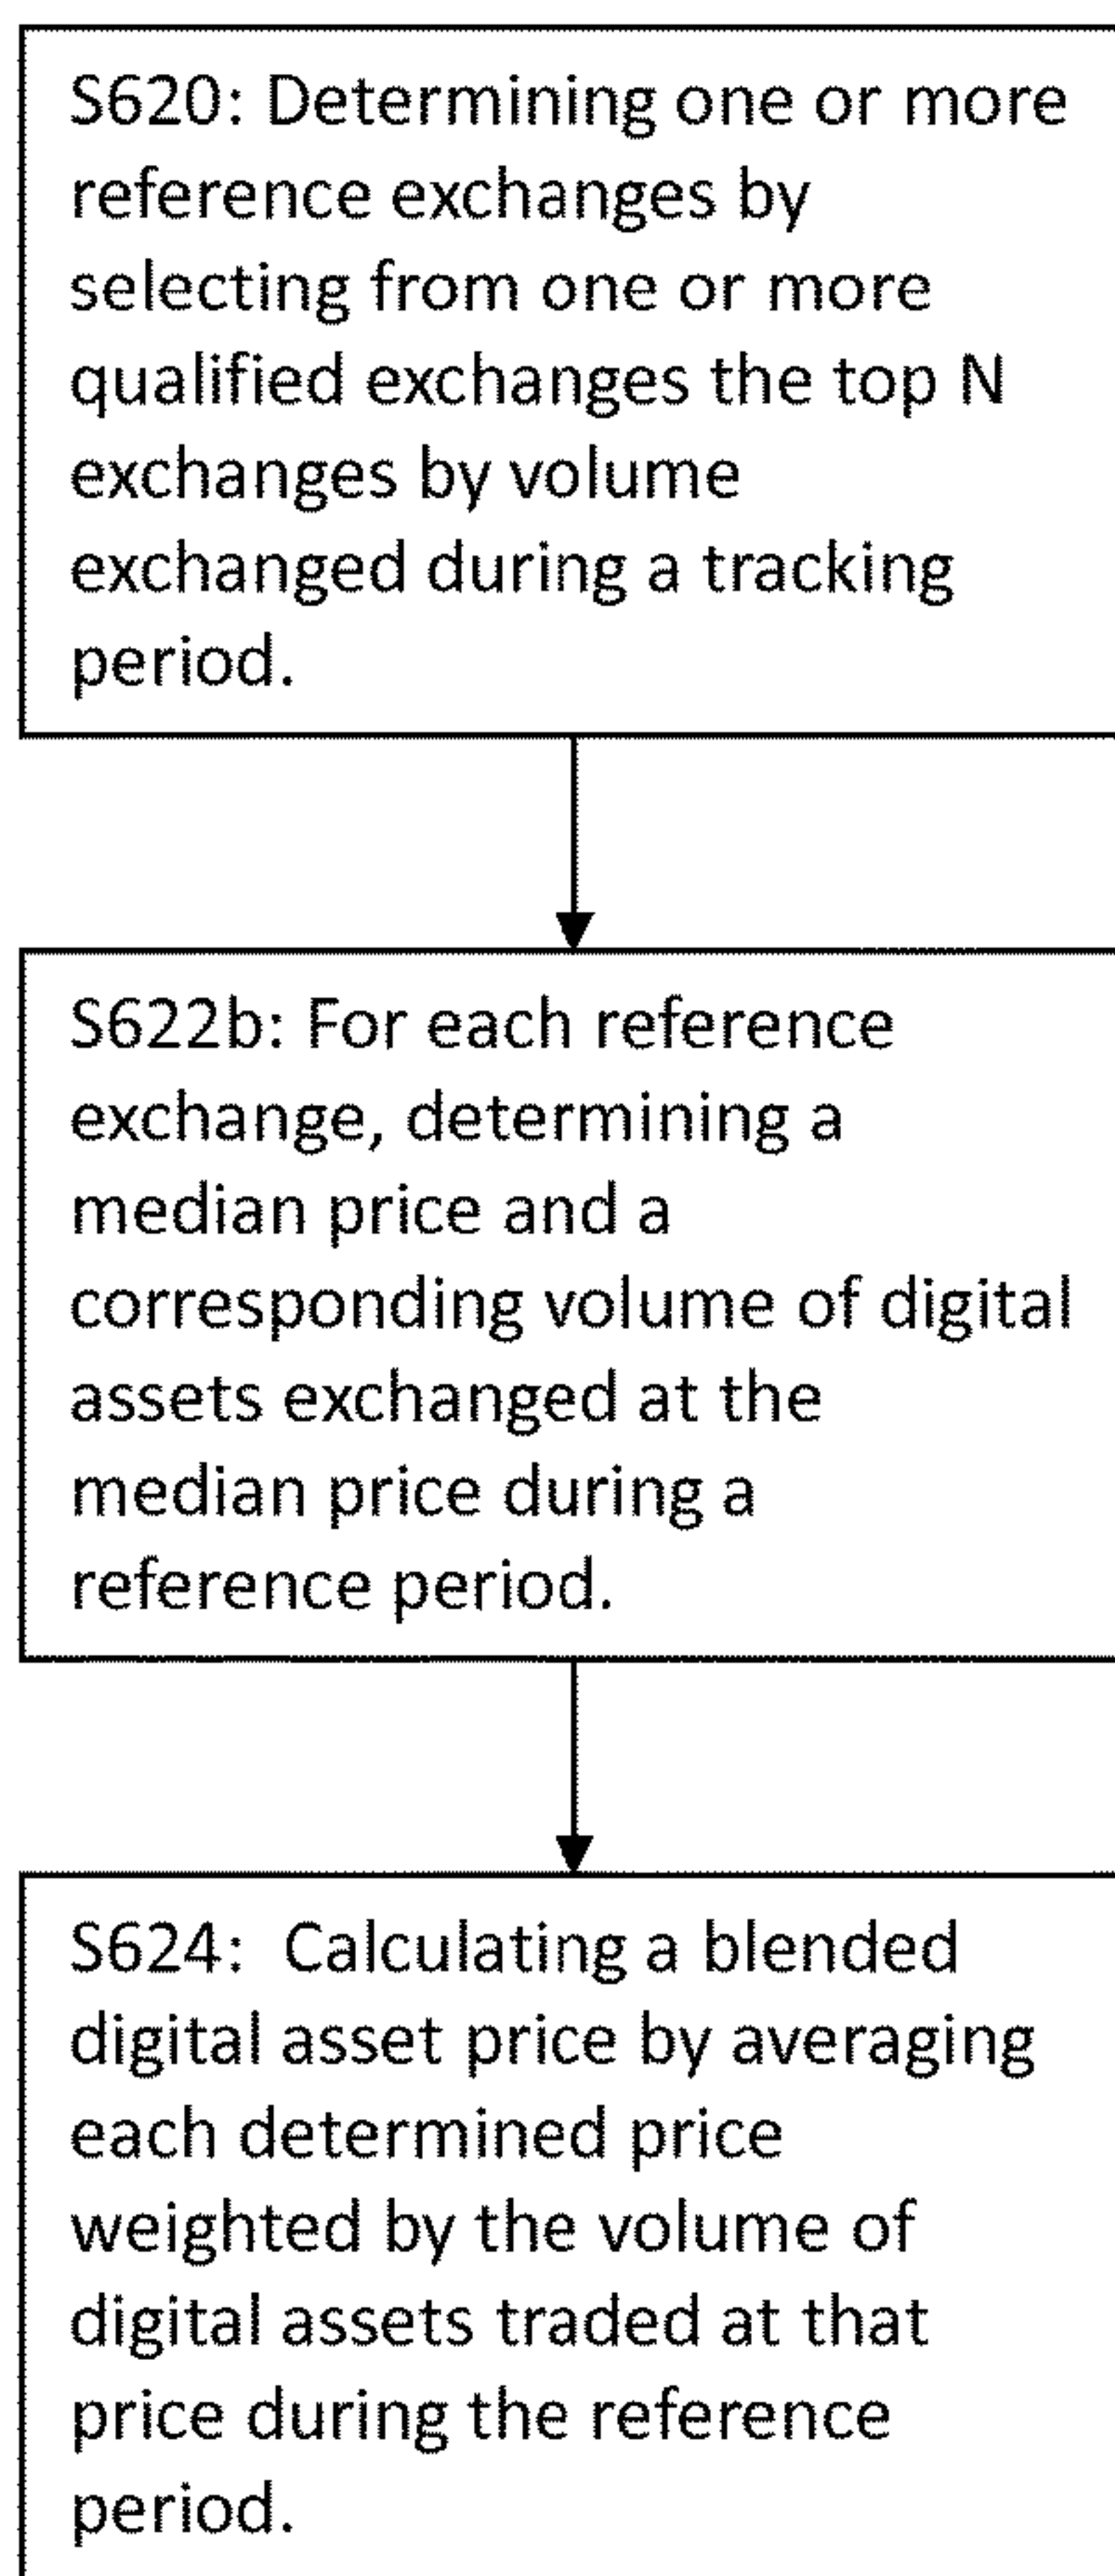 S620: Determining one or more
reference exchanges by
selecting from one or more
qualified exchanges the top N
exchanges by volume
exchanged during a tracking
period.
S622b: For each reference
exchange, determining a
median price and a
corresponding volume of digital
assets exchanged at the
median price during a
reference period.
S624:  Calculating a blended
digital asset price by averaging
each determined price
weighted by the volume of
digital assets traded at that
price during the reference
period.